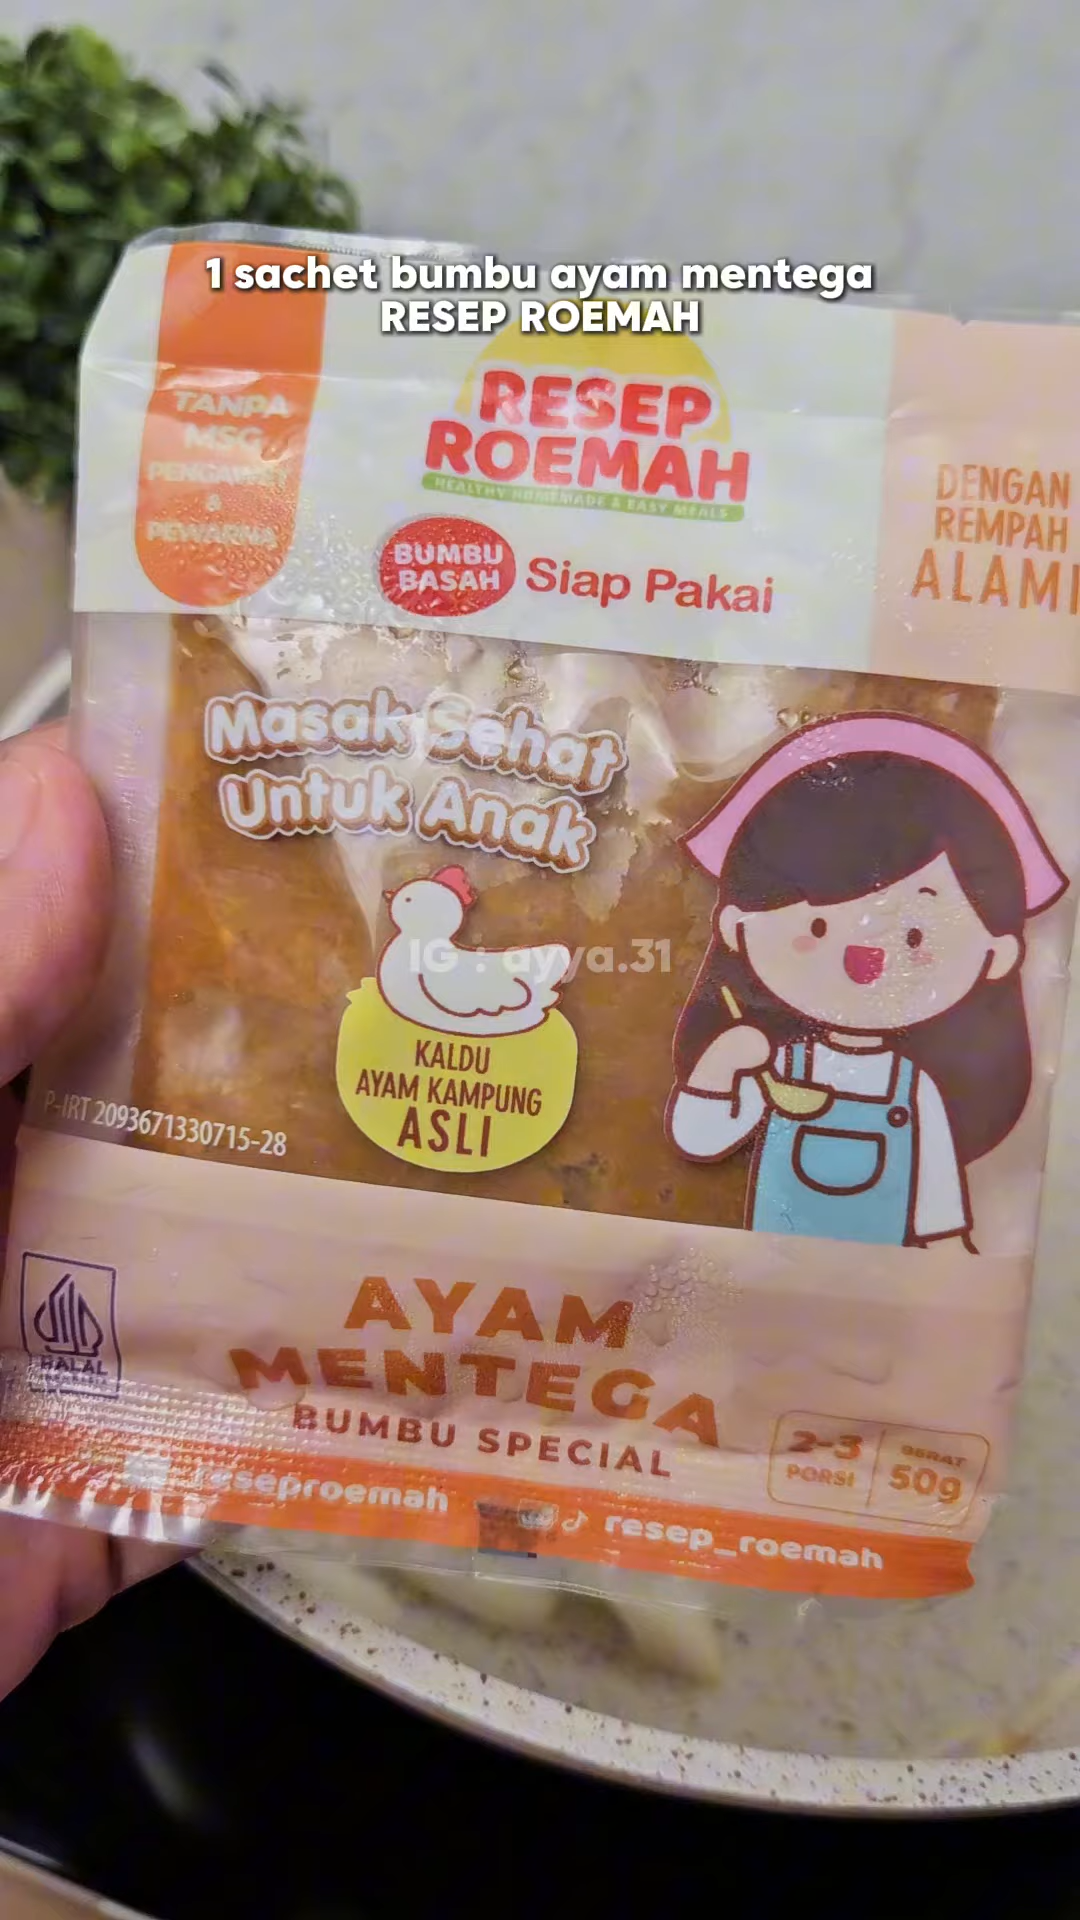 1 sachet bumbu ayam mentega
RESEP ROEMAH
TANPA
MSG
PENGAWET
&
PEWARNA
RESEP
ROEMAH
HEALTHY HOMEMADE & EASY MEALS
BUMBU
BASAH
Siap Pakai
DENGAN
REMPAH
ALAMI
Masak Sehat
Untuk Anak
IG : ayya.31
KALDU
AYAM KAMPUNG
ASLI
P-IRT 2093671330715-28
HALAL
INDONESIA
AYAM
MENTEGA
BUMBU SPECIAL
2-3
PORSI
BERAT
50g
reseproemah
resep_roemah